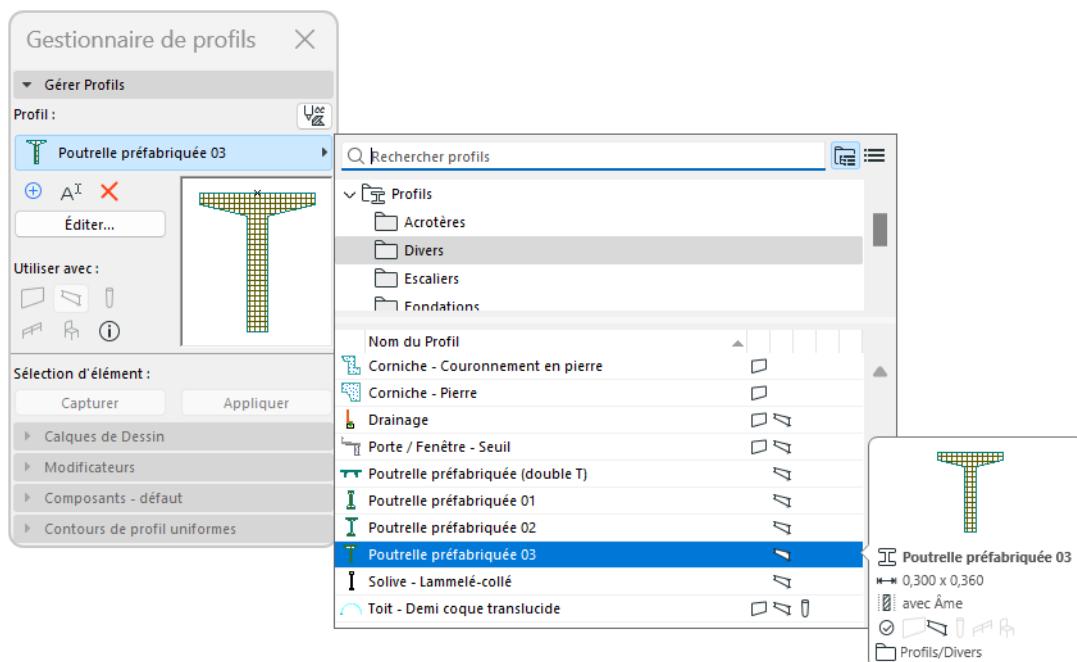 Gestionnaire de profils
Gérer Profils
Profil :
Poutrelle préfabriquée 03
Éditer...
Utiliser avec :
Sélection d'élément :
Capturer Appliquer
Calques de Dessin
Modificateurs
Composants - défaut
Contours de profil uniformes
Rechercher profils
Profils
Acrotères
Divers
Escaliers
Fondations
Nom du Profil
Corniche - Couronnement en pierre
Corniche - Pierre
Drainage
Porte / Fenêtre - Seuil
Poutrelle préfabriquée (double T)
Poutrelle préfabriquée 01
Poutrelle préfabriquée 02
Poutrelle préfabriquée 03
Solive - Lammelé-collé
Toit - Demi coque translucide
Poutrelle préfabriquée 03
0,300 x 0,360
avec Âme
Profils/Divers